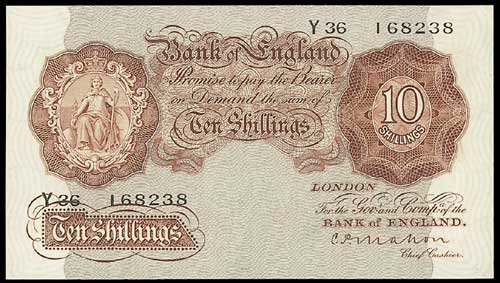 Y 36 168238
Bank of England
Promise to pay the Bearer
on Demand the sum of
Ten Shillings
10
SHILLINGS
Y 36 168238
Ten Shillings
LONDON
For the Govr and Compa of the
BANK OF ENGLAND.
C.P. Mahon
Chief Cashier.